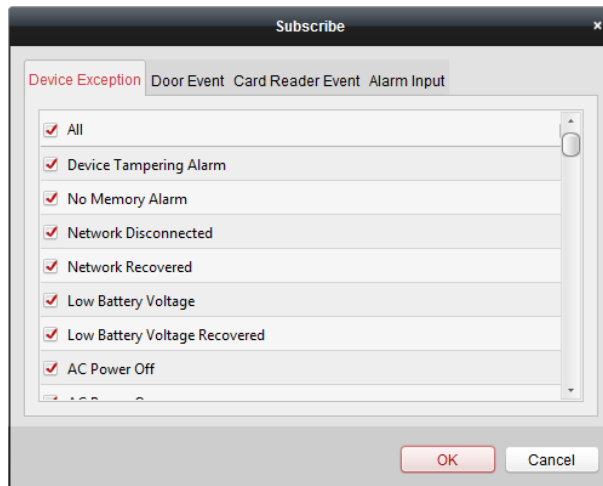 Subscribe
Device Exception Door Event Card Reader Event Alarm Input
All
Device Tampering Alarm
No Memory Alarm
Network Disconnected
Network Recovered
Low Battery Voltage
Low Battery Voltage Recovered
AC Power Off
OK Cancel